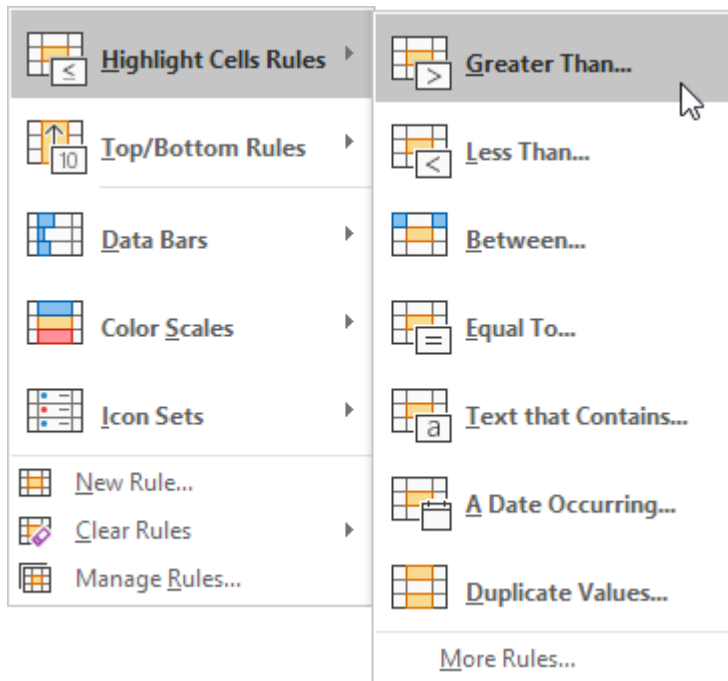 Highlight Cells Rules
≤
Top/Bottom Rules
10
Data Bars
Color Scales
Icon Sets
New Rule...
Clear Rules
Manage Rules...
Greater Than...
>
Less Than...
<
Between...
Equal To...
=
Text that Contains...
a
A Date Occurring...
Duplicate Values...
More Rules...